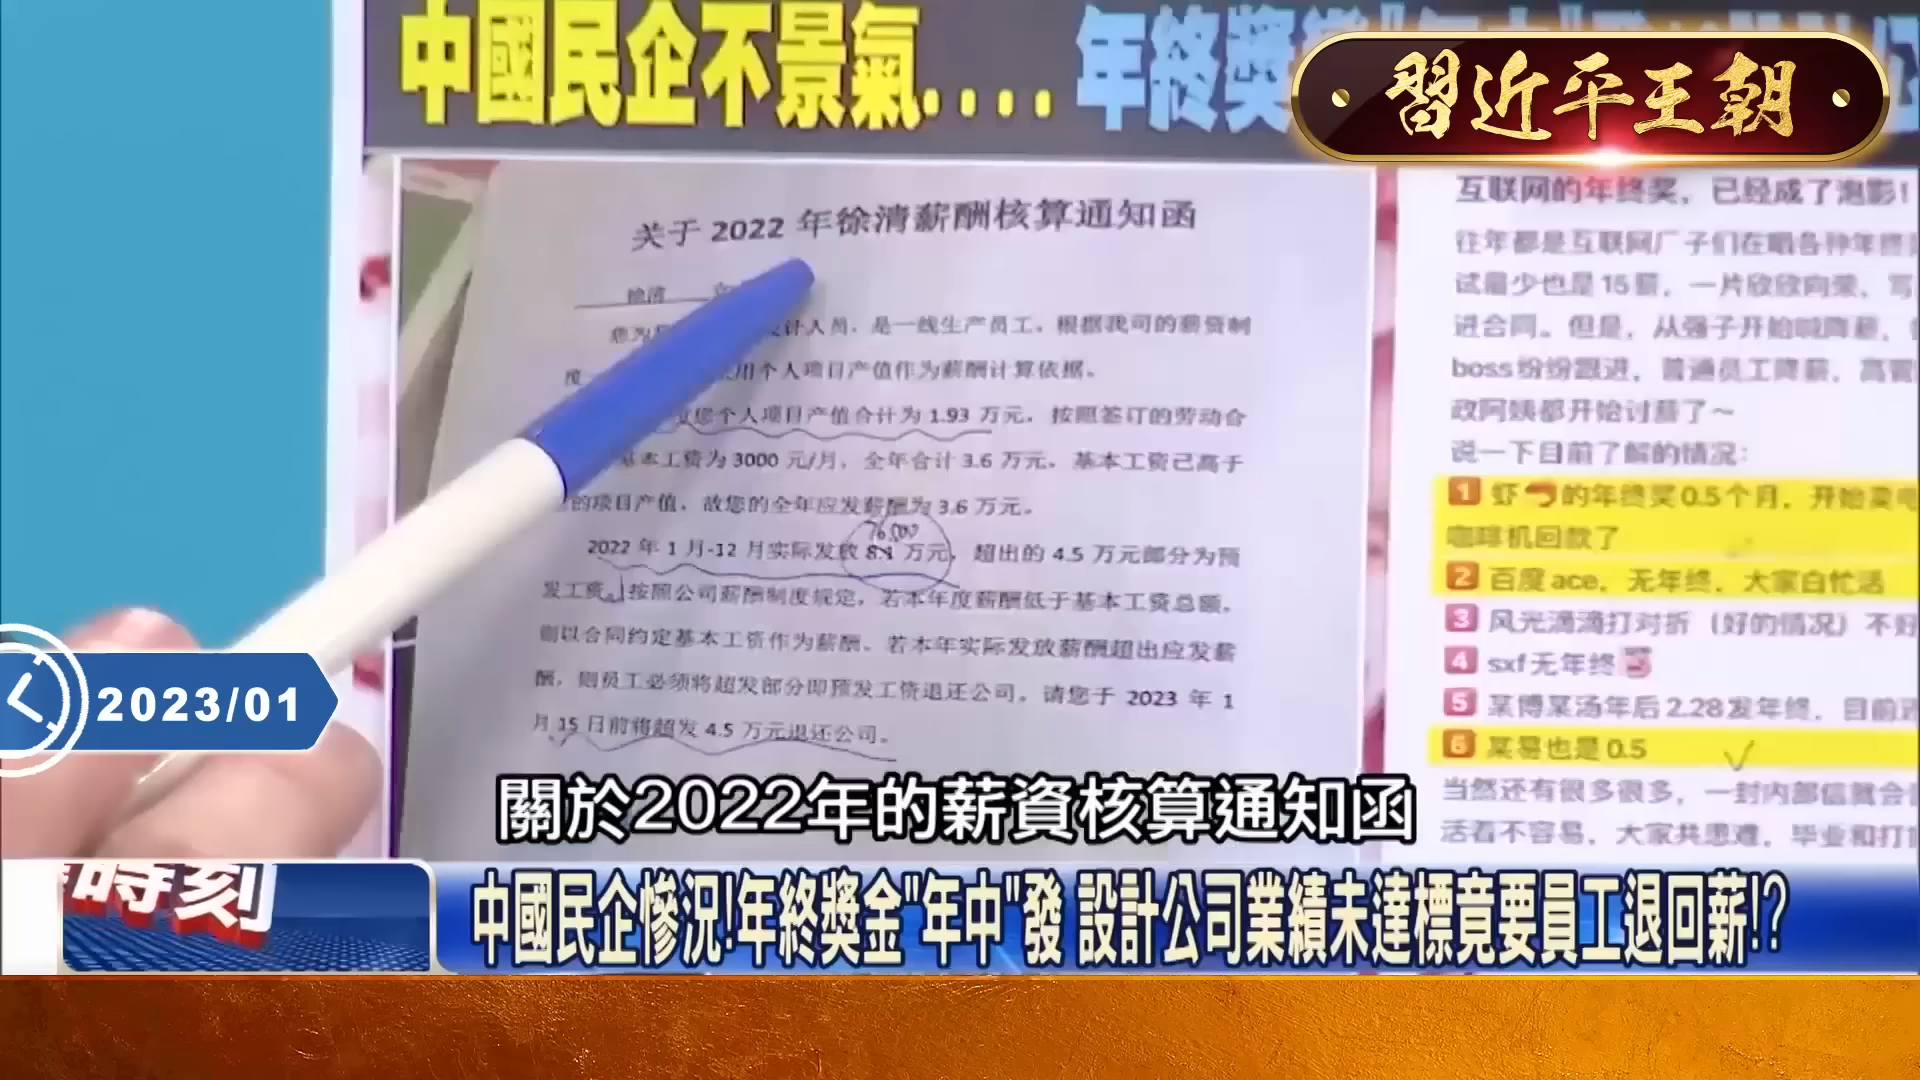 中國民企不景氣....
年終獎
習近平王朝
关于 2022 年徐清薪酬核算通知函
徐清
计人员，是一线生产员工。根据我司的薪资制
度
用个人项目产值作为薪酬计算依据。
您个人项目产值合计为 1.93 万元，按照签订的劳动合
基本工资为 3000 元/月，全年合计 3.6 万元。基本工资已高于
的项目产值，故您的全年应发薪酬为 3.6 万元。
76,000
2022 年 1 月-12 月实际发放 8.1 万元，超出的 4.5 万元部分为预
发工资。按照公司薪酬制度规定，若本年度薪酬低于基本工资总额，
则以合同约定基本工资作为薪酬。若本年实际发放薪酬超出应发薪
酬，则员工必须将超发部分即预发工资退还公司。请您于 2023 年 1
月 15 日前将超发 4.5 万元退还公司。
互联网的年终奖，已经成了泡影！
往年都是互联网厂子们在晒各种年终
试最少也是 15 薪，一片欣欣向荣，写
进合同。但是，从强子开始喊降薪，
boss 纷纷跟进，普通员工降薪，高管
政阿姨都开始讨薪了～
说一下目前了解的情况：
1 虾的年终奖0.5个月，开始卖
咖啡机回款了
2 百度ace，无年终，大家白忙活
3 风光滴滴打对折（好的情况）不好
4 sxf无年终
5 某博某汤年后2.28发年终，目前
6 某易也是0.5
当然还有很多很多，一封内部信就会
活着不容易，大家共患难，毕业和打
2023/01
關於2022年的薪資核算通知函
時刻
中國民企慘況!年終獎金"年中"發 設計公司業績未達標竟要員工退回薪!?